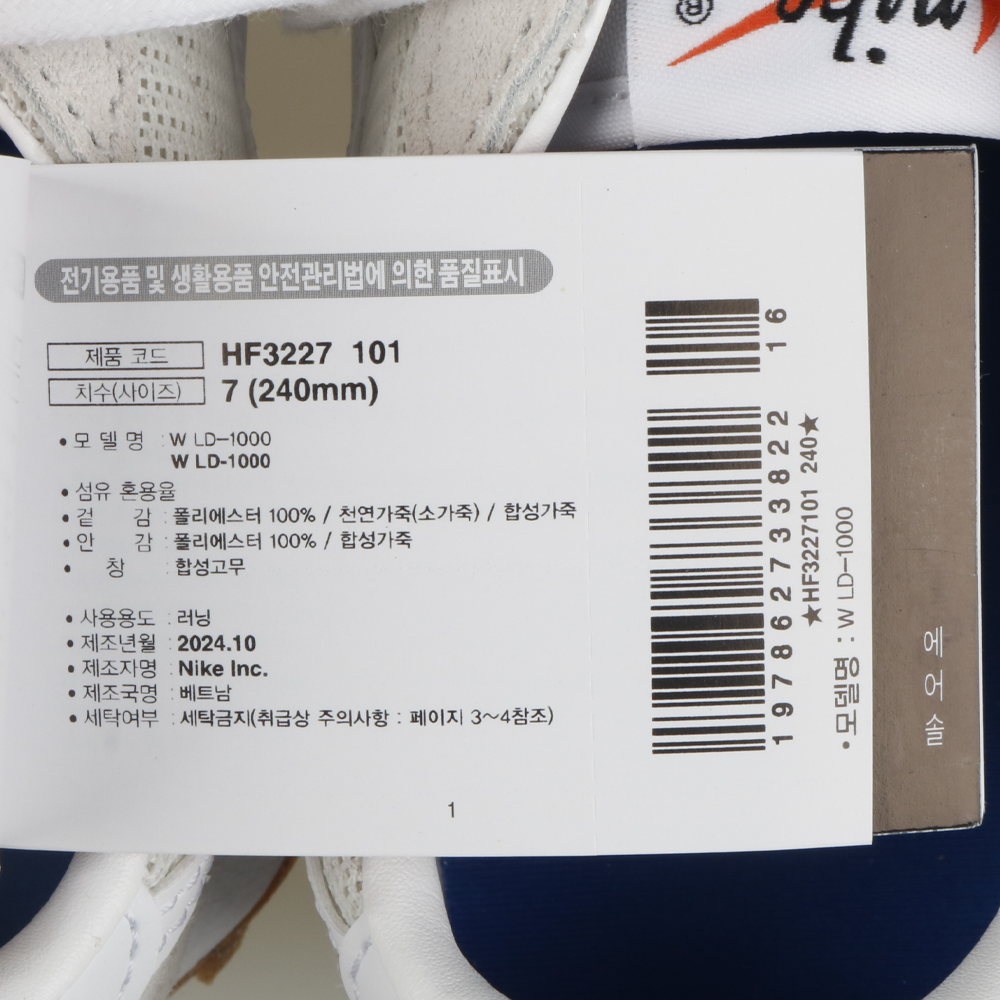 ®
전기용품 및 생활용품 안전관리법에 의한 품질표시
제품 코드 HF3227 101
치수(사이즈) 7 (240mm)
• 모 델 명 : W LD-1000
W LD-1000
• 섬유 혼용율
• 겉 감 : 폴리에스터 100% / 천연가죽(소가죽) / 합성가죽
• 안 감 : 폴리에스터 100% / 합성가죽
• 창 : 합성고무
• 사용용도 : 러닝
• 제조년월 : 2024.10
• 제조자명 : Nike Inc.
• 제조국명 : 베트남
• 세탁여부 : 세탁금지(취급상 주의사항 : 페이지 3~4참조)
1
16
197862733822
★HF3227101 240★
•모델명 : W LD-1000
에어솔